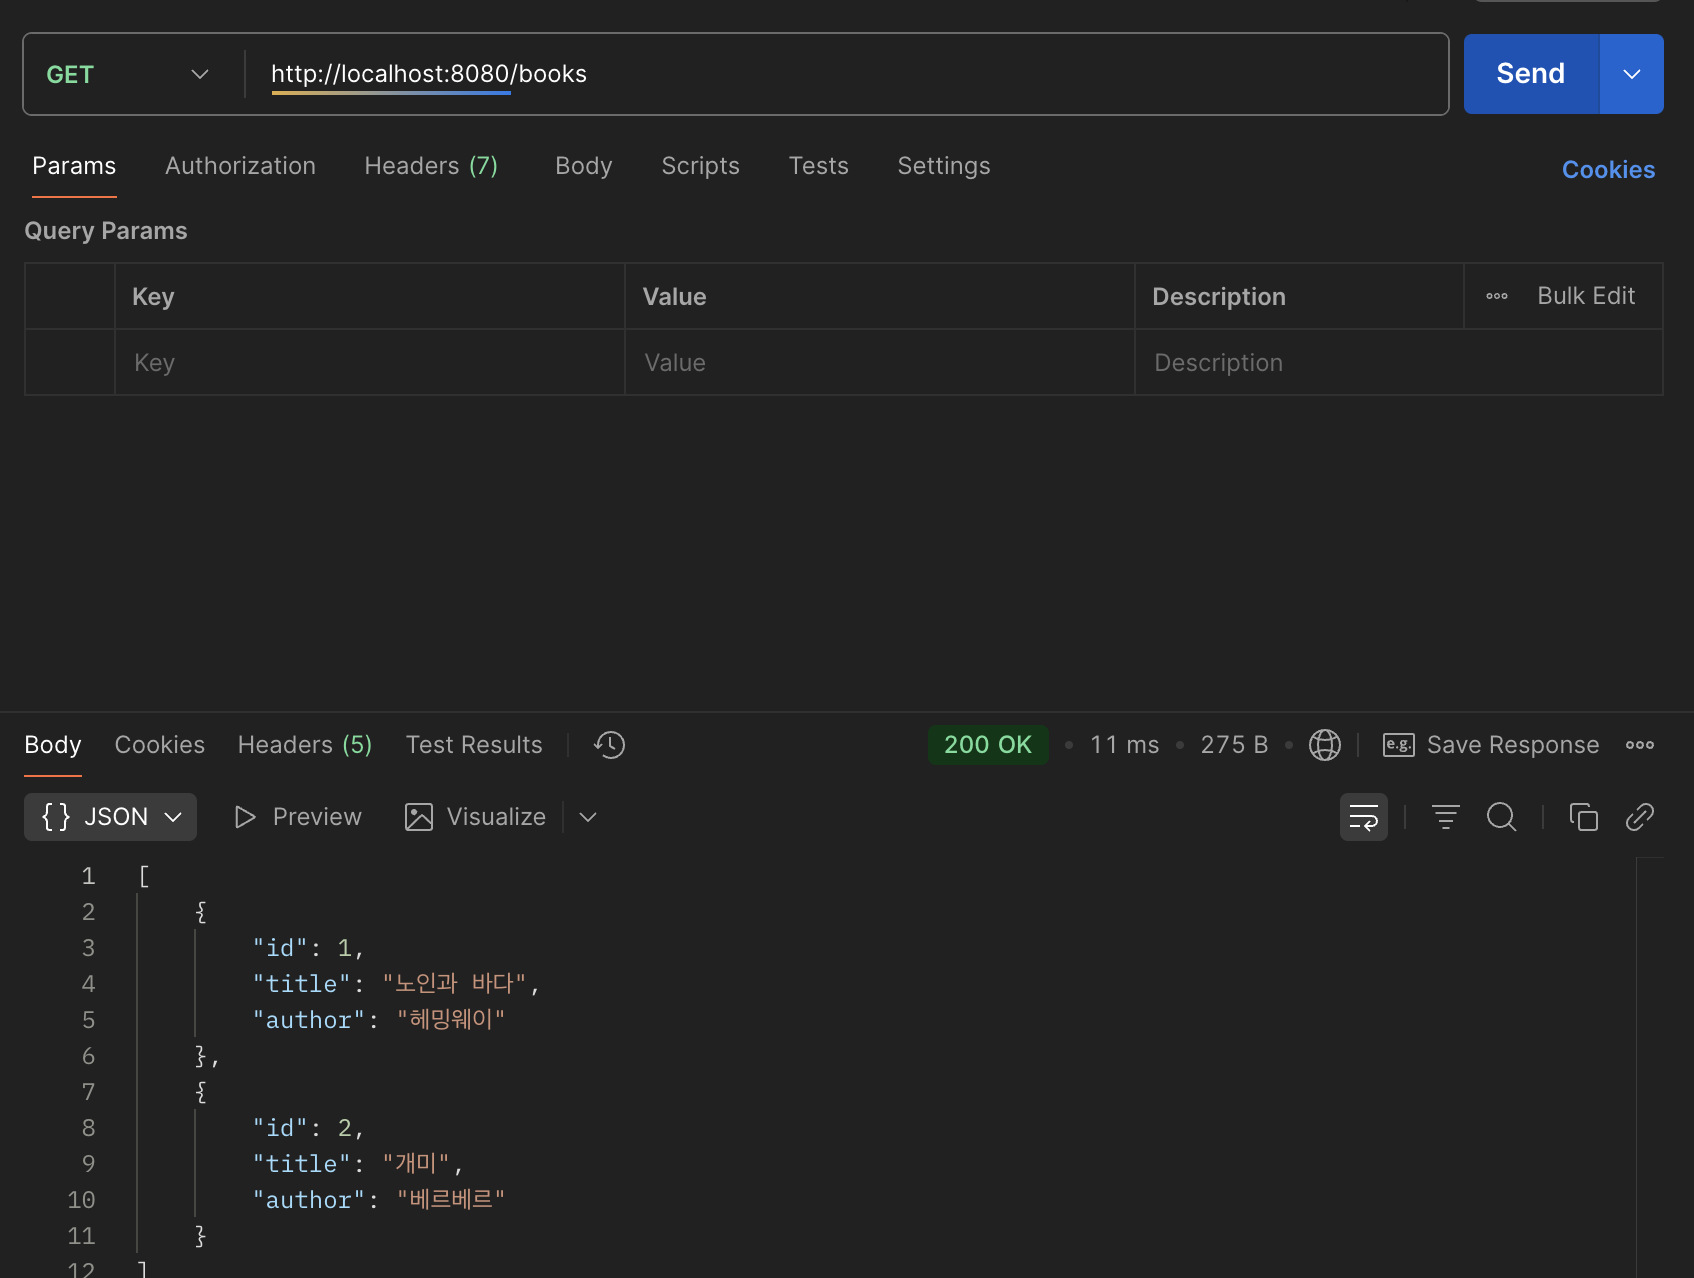 GET http://localhost:8080/books Send
Params Authorization Headers (7) Body Scripts Tests Settings Cookies
Query Params
Key Value Description Bulk Edit
Key Value Description
Body Cookies Headers (5) Test Results 200 OK 11 ms 275 B e.g. Save Response
{} JSON Preview Visualize
1 [
2 {
3 "id": 1,
4 "title": "노인과 바다",
5 "author": "헤밍웨이"
6 },
7 {
8 "id": 2,
9 "title": "개미",
10 "author": "베르베르"
11 }
12 ]